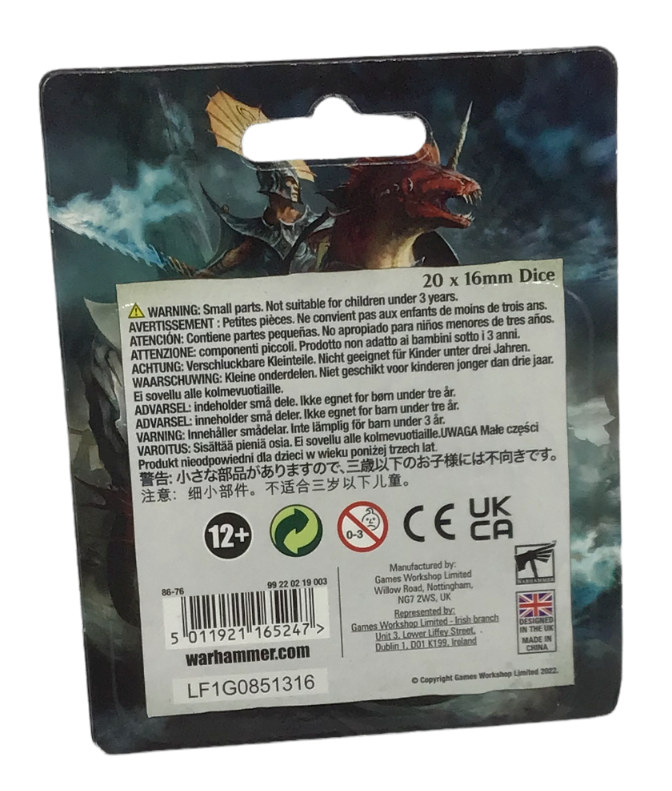 20 x 16mm Dice
WARNING: Small parts. Not suitable for children under 3 years.
AVERTISSEMENT : Petites pièces. Ne convient pas aux enfants de moins de trois ans.
ATENCIÓN: Contiene partes pequeñas. No apropiado para niños menores de tres años.
ATTENZIONE: componenti piccoli. Prodotto non adatto ai bambini sotto i 3 anni.
ACHTUNG: Verschluckbare Kleinteile. Nicht geeignet für Kinder unter drei Jahren.
WAARSCHUWING: Kleine onderdelen. Niet geschikt voor kinderen jonger dan drie jaar.
Ei sovellu alle kolmevuotiaille.
ADVARSEL: indeholder små dele. Ikke egnet for børn under tre år.
ADVARSEL: inneholder små deler. Ikke egnet for barn under tre år.
VARNING: Innehåller smådelar. Inte lämplig för barn under 3 år.
VAROITUS: Sisältää pieniä osia. Ei sovellu alle kolmevuotiaille.UWAGA Małe części
Produkt nieodpowiedni dla dzieci w wieku poniżej trzech lat.
警告: 小さな部品がありますので、三歳以下のお子様には不向きです。
注意: 细小部件。不适合三岁以下儿童。
12+
0-3
CE
UK
CA
86-76
99 22 02 19 003
5 011921 165247 >
warhammer.com
LF1G0851316
Manufactured by:
Games Workshop Limited
Willow Road, Nottingham,
NG7 2WS, UK
Represented by:
Games Workshop Limited - Irish branch
Unit 3, Lower Liffey Street,
Dublin 1, D01 K199, Ireland
WARHAMMER
DESIGNED
IN THE UK
MADE IN
CHINA
© Copyright Games Workshop Limited 2022.